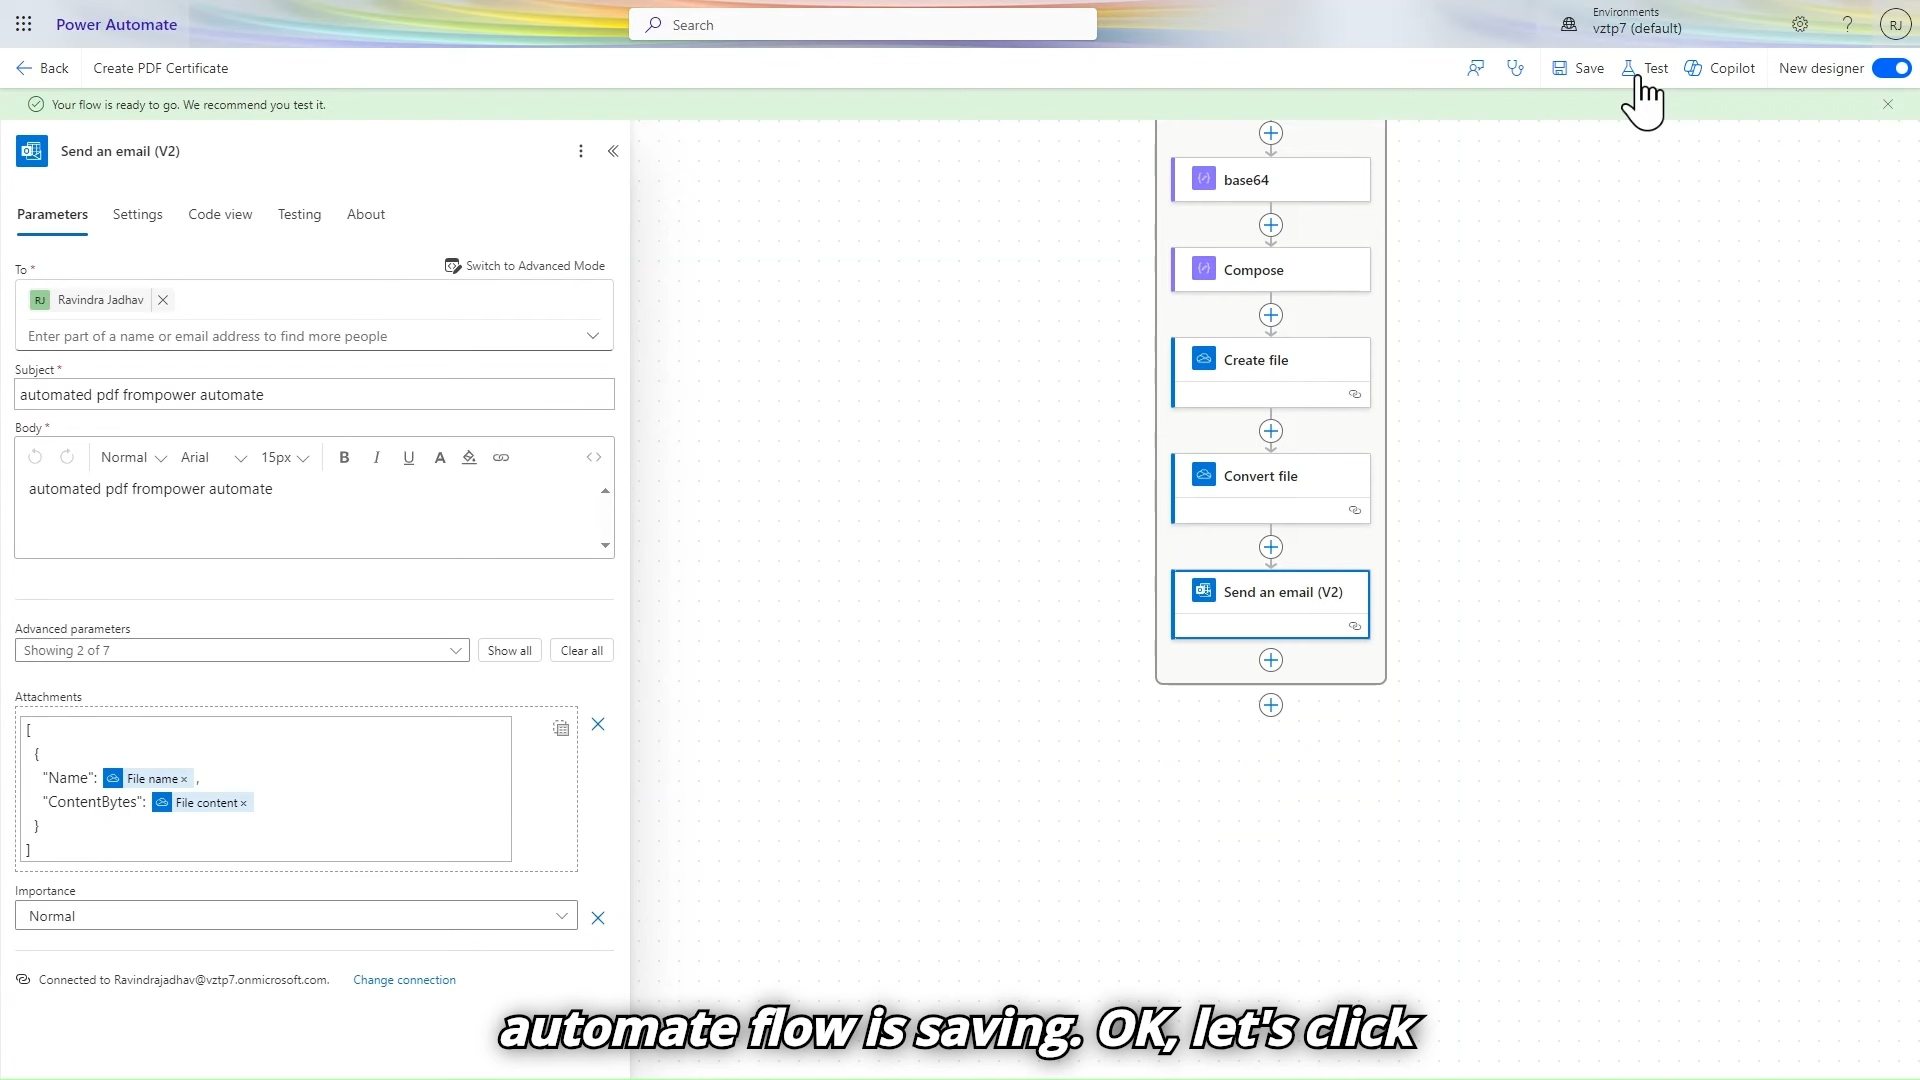 Power Automate
Search
Environments
vztp7 (default)
?
RJ
Back
Create PDF Certificate
Save
Test
Copilot
New designer
Your flow is ready to go. We recommend you test it.
Send an email (V2)
Parameters
Settings
Code view
Testing
About
To *
Switch to Advanced Mode
RJ
Ravindra Jadhav
Enter part of a name or email address to find more people
Subject *
automated pdf frompower automate
Body *
Normal
Arial
15px
B
I
U
A
automated pdf frompower automate
Advanced parameters
Showing 2 of 7
Show all
Clear all
Attachments
[
{
"Name": File name × ,
"ContentBytes": File content ×
}
]
Importance
Normal
Connected to Ravindrajadhav@vztp7.onmicrosoft.com.
Change connection
base64
Compose
Create file
Convert file
Send an email (V2)
automate flow is saving. OK, let's click